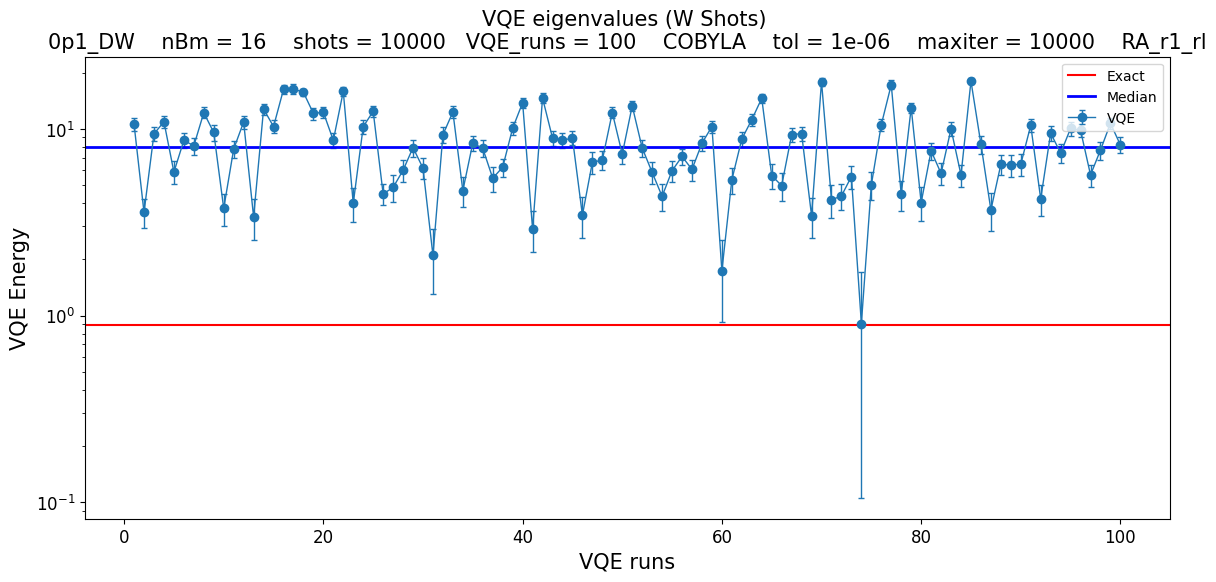 VQE eigenvalues (W Shots)
0p1_DW nBm = 16 shots = 10000 VQE_runs = 100 COBYLA tol = 1e-06 maxiter = 10000 RA_r1_rl
Exact
Median
VQE
10¹
10⁰
10⁻¹
VQE Energy
0 20 40 60 80 100
VQE runs